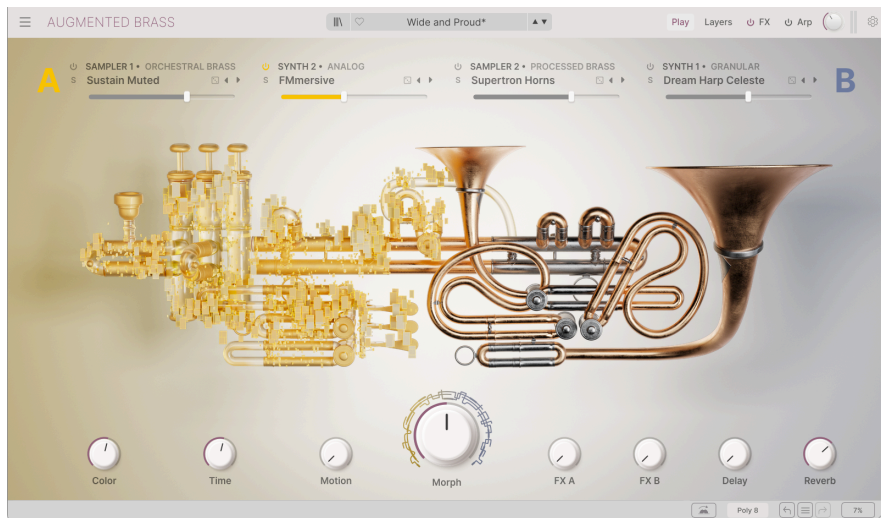 AUGMENTED BRASS
Wide and Proud*
Play Layers FX Arp
A
SAMPLER 1 • ORCHESTRAL BRASS
S Sustain Muted
SYNTH 2 • ANALOG
S FMmersive
SAMPLER 2 • PROCESSED BRASS
S Supertron Horns
SYNTH 1 • GRANULAR
S Dream Harp Celeste
B
Color Time Motion Morph FX A FX B Delay Reverb
Poly 8 7%